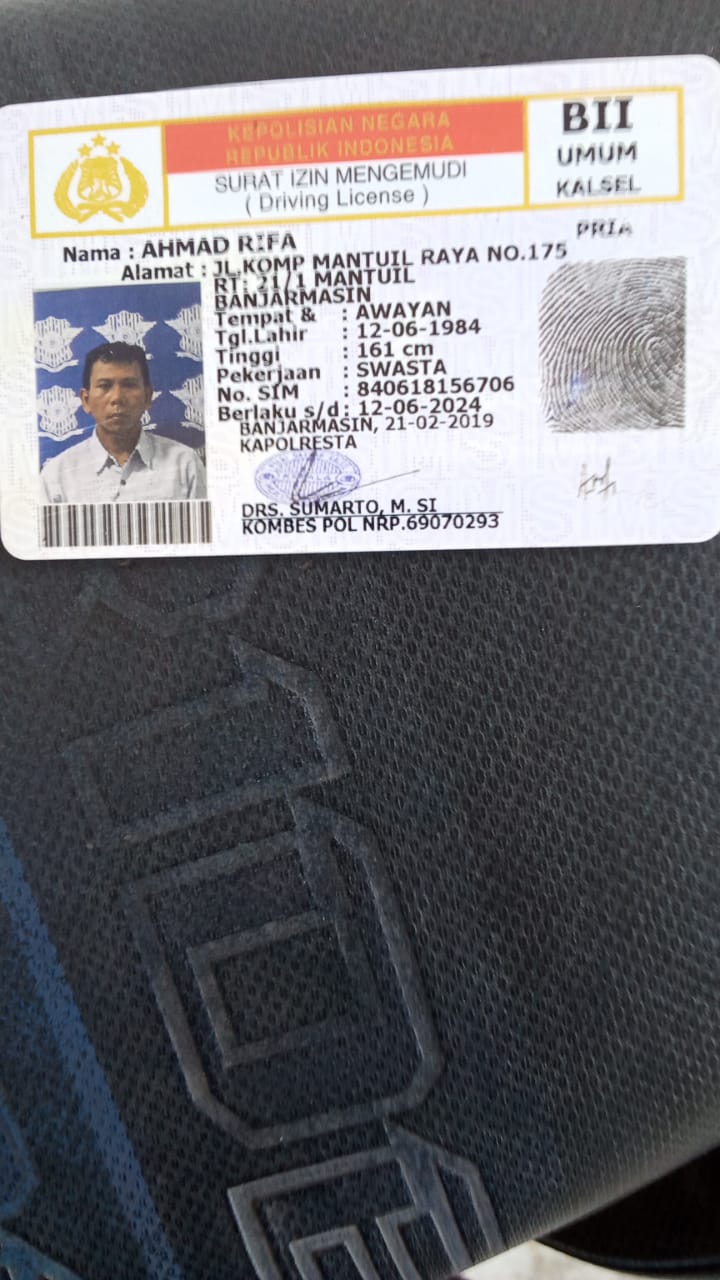 KEPOLISIAN NEGARA
REPUBLIK INDONESIA
SURAT IZIN MENGEMUDI
( Driving License )
BII
UMUM
KALSEL
PRIA
Nama : AHMAD RIFA
Alamat : JL.KOMP MANTUIL RAYA NO.175
RT: 21/1 MANTUIL
BANJARMASIN
Tempat & : AWAYAN
Tgl.Lahir : 12-06-1984
Tinggi : 161 cm
Pekerjaan : SWASTA
No. SIM : 840618156706
Berlaku s/d : 12-06-2024
BANJARMASIN, 21-02-2019
KAPOLRESTA
DRS. SUMARTO, M. SI
KOMBES POL NRP.69070293